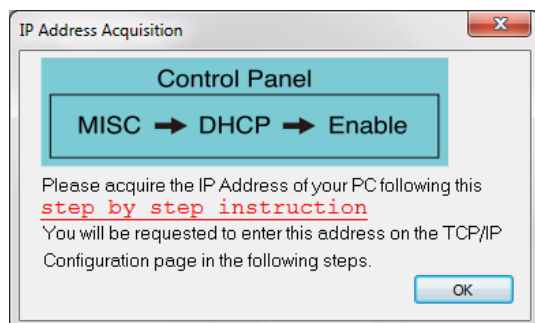 IP Address Acquisition
Control Panel
MISC → DHCP → Enable
Please acquire the IP Address of your PC following this
step by step instruction
You will be requested to enter this address on the TCP/IP
Configuration page in the following steps.
OK